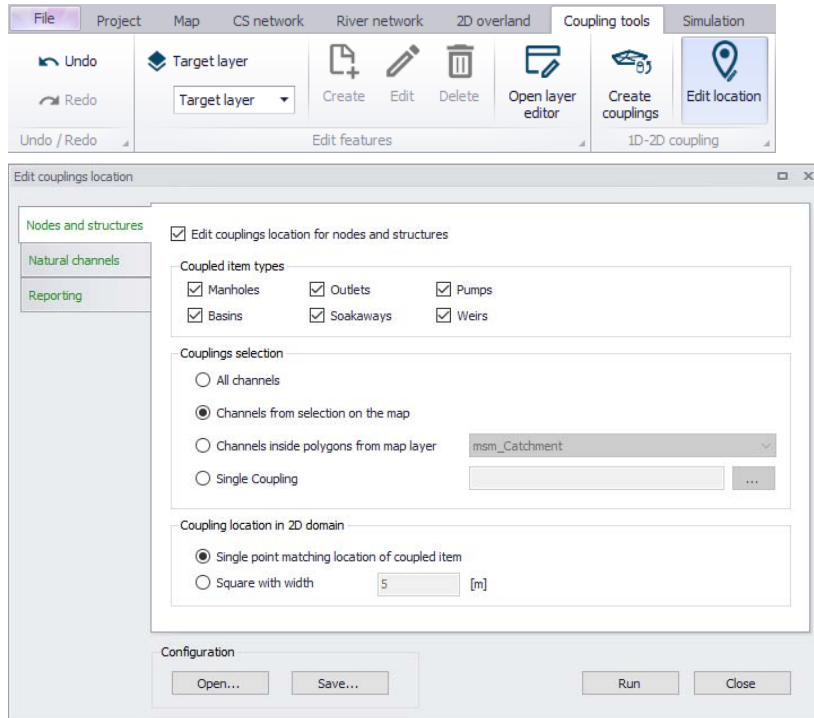 File Project Map CS network River network 2D overland Coupling tools Simulation
Undo
Redo
Undo / Redo
Target layer
Target layer
Create
Edit
Delete
Open layer
editor
Edit features
Create
couplings
Edit location
1D-2D coupling
Edit couplings location
Nodes and structures
Natural channels
Reporting
Edit couplings location for nodes and structures
Coupled item types
Manholes Outlets Pumps
Basins Soakaways Weirs
Couplings selection
All channels
Channels from selection on the map
Channels inside polygons from map layer msm_Catchment
Single Coupling ...
Coupling location in 2D domain
Single point matching location of coupled item
Square with width 5 [m]
Configuration
Open... Save... Run Close